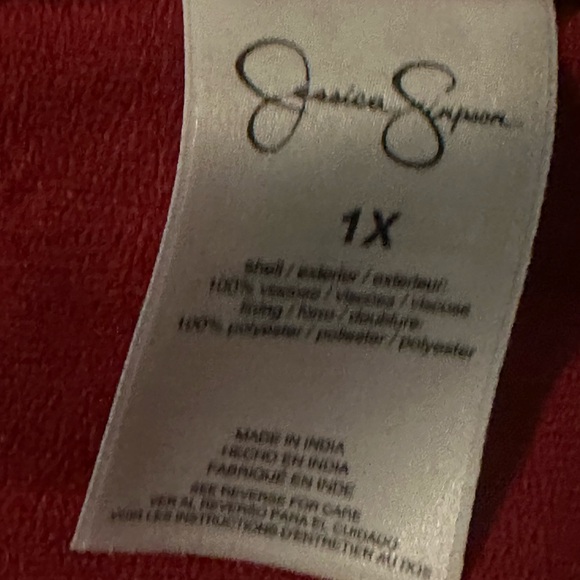 Jessica Simpson
1X
shell / exterior / exterieur:
100% viscose / viscosa / viscose
lining / forro / doublure:
100% polyester / poliester / polyester
MADE IN INDIA
HECHO EN INDIA
FABRIQUÉ EN INDE
SEE REVERSE FOR CARE
VER AL REVERSO PARA EL CUIDADO
VOIR LES INSTRUCTIONS D'ENTRETIEN AU DOS